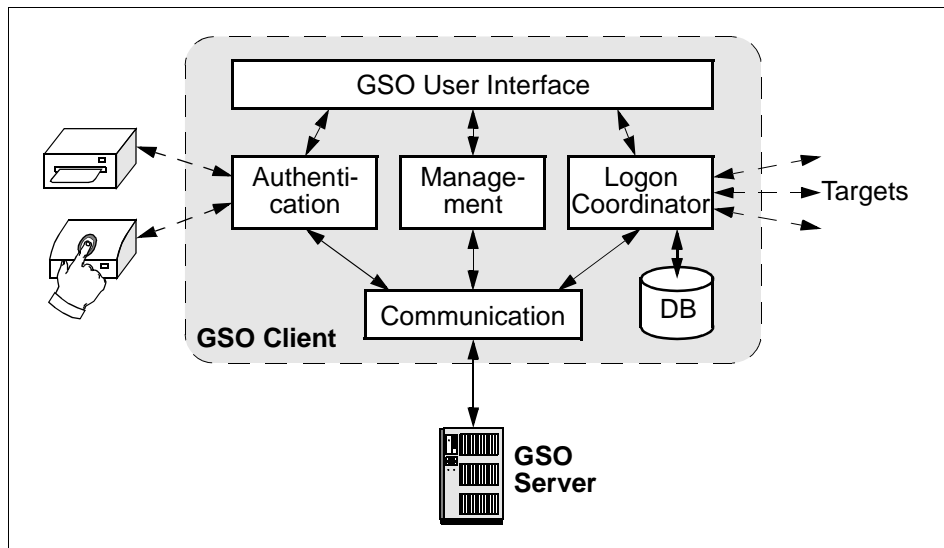 GSO User Interface
Authenti-
cation
Manage-
ment
Logon
Coordinator
Targets
DB
Communication
GSO Client
GSO
Server